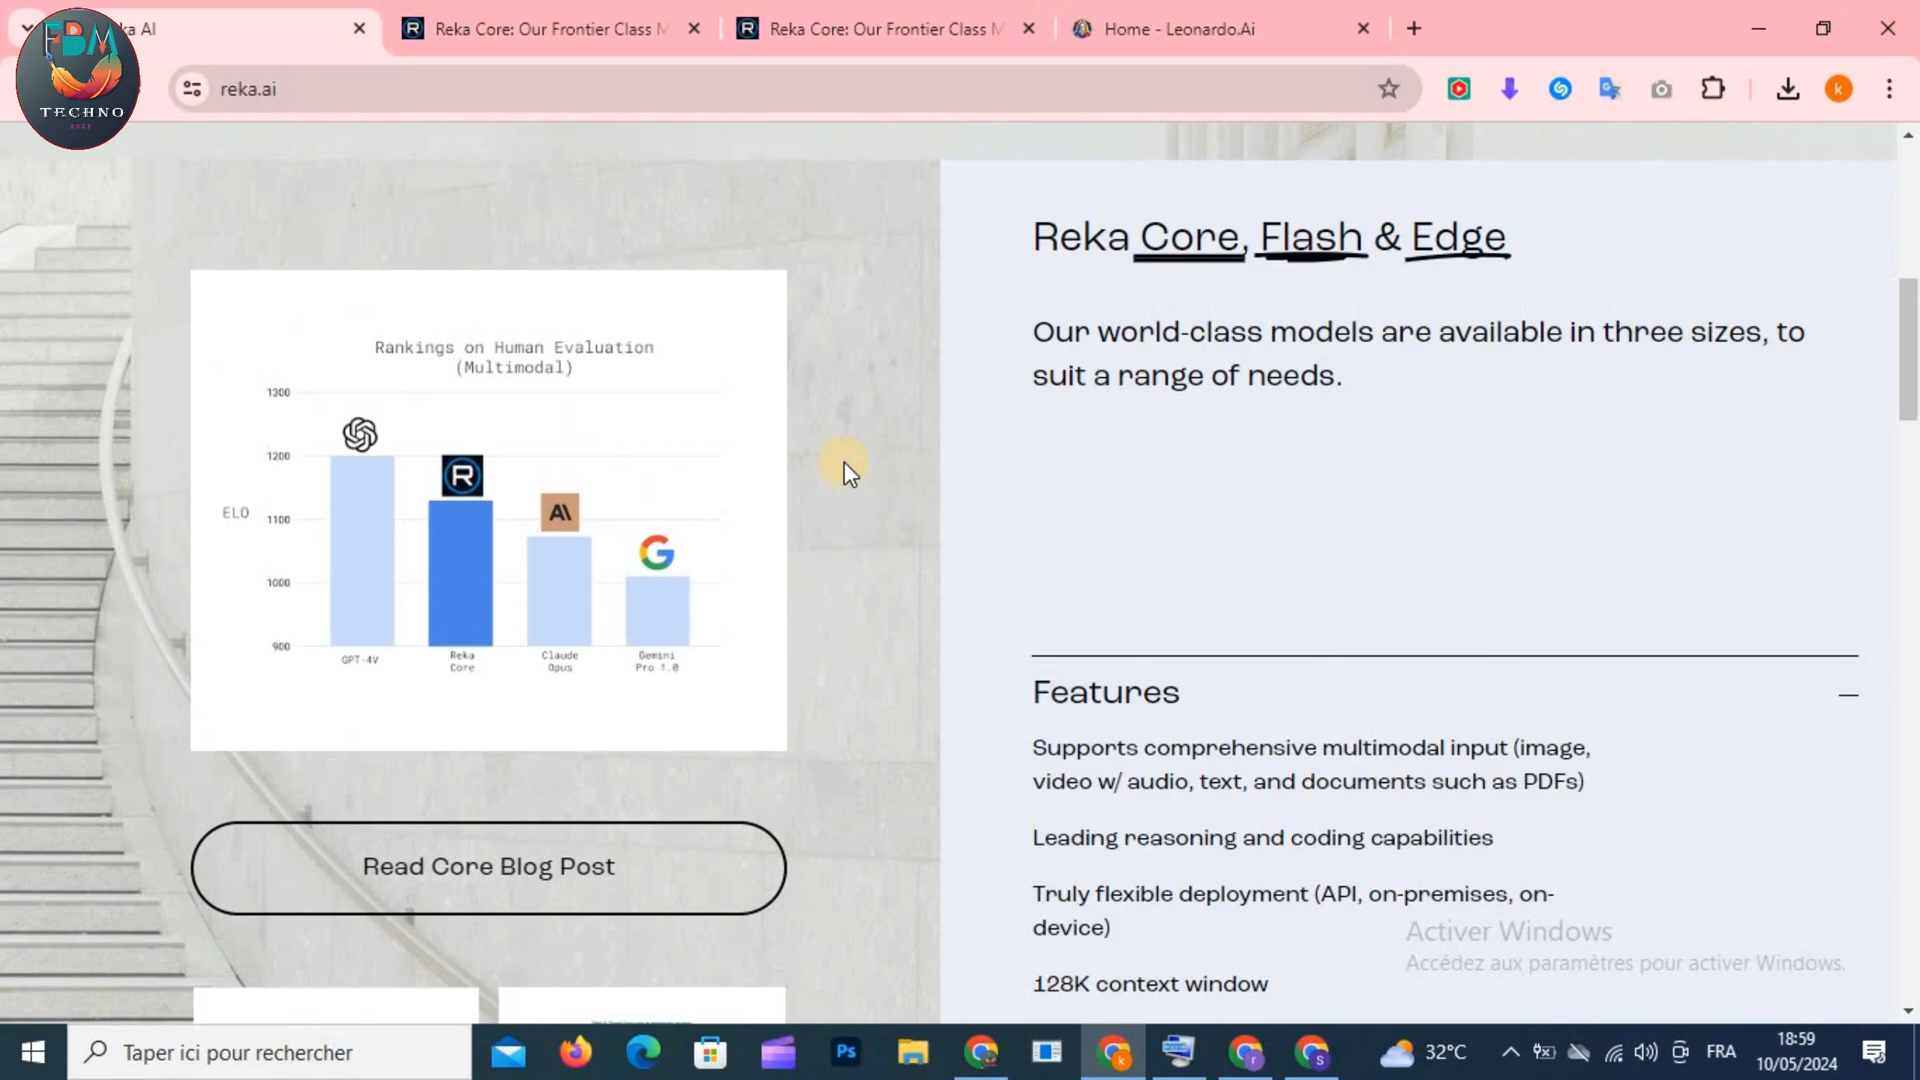 ka AI
Reka Core: Our Frontier Class M
Reka Core: Our Frontier Class M
Home - Leonardo.Ai
FBM
TECHNO
2023
reka.ai
Rankings on Human Evaluation
(Multimodal)
1300
1200
ELO
1100
1000
900
GPT-4V
Reka
Core
Claude
Opus
Gemini
Pro 1.0
Read Core Blog Post
Reka Core, Flash & Edge
Our world-class models are available in three sizes, to
suit a range of needs.
Features
Supports comprehensive multimodal input (image,
video w/ audio, text, and documents such as PDFs)
Leading reasoning and coding capabilities
Truly flexible deployment (API, on-premises, on-
device)
128K context window
Activer Windows
Accédez aux paramètres pour activer Windows.
Taper ici pour rechercher
Ps
32°C
FRA
18:59
10/05/2024